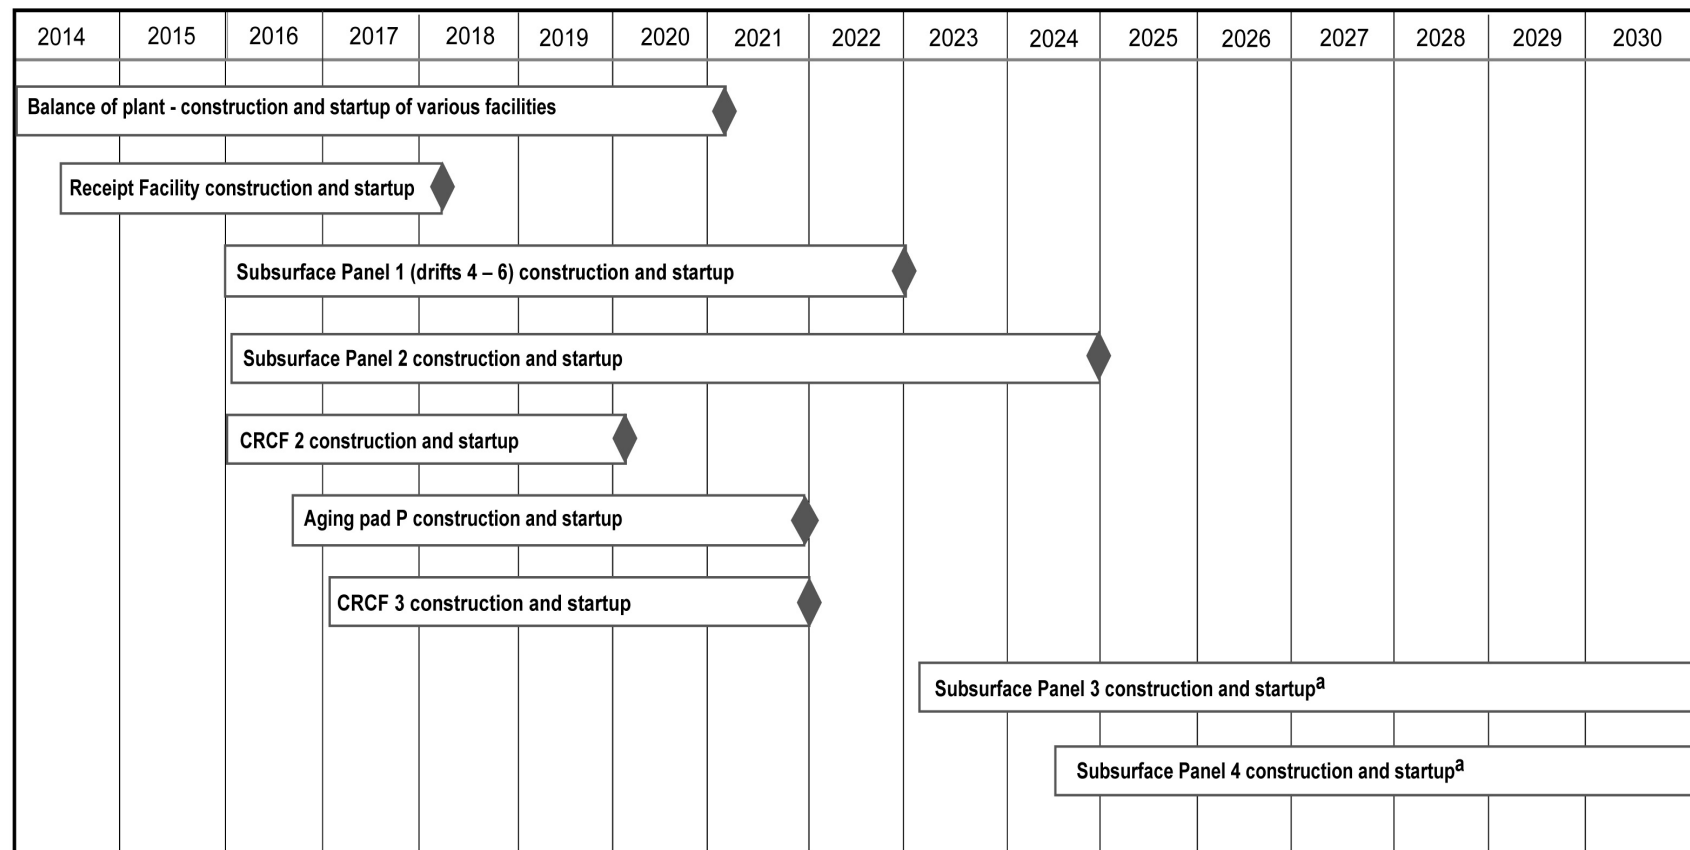 2014 2015 2016 2017 2018 2019 2020 2021 2022 2023 2024 2025 2026 2027 2028 2029 2030
Balance of plant - construction and startup of various facilities
Receipt Facility construction and startup
Subsurface Panel 1 (drifts 4 – 6) construction and startup
Subsurface Panel 2 construction and startup
CRCF 2 construction and startup
Aging pad P construction and startup
CRCF 3 construction and startup
Subsurface Panel 3 construction and startupa
Subsurface Panel 4 construction and startupa